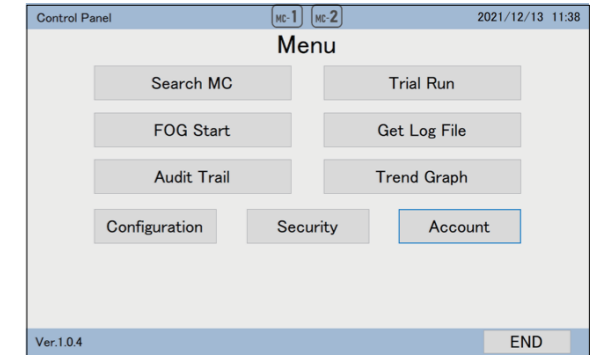 Control Panel MC-1 MC-2 2021/12/13 11:38
Menu
Search MC Trial Run
FOG Start Get Log File
Audit Trail Trend Graph
Configuration Security Account
Ver.1.0.4 END